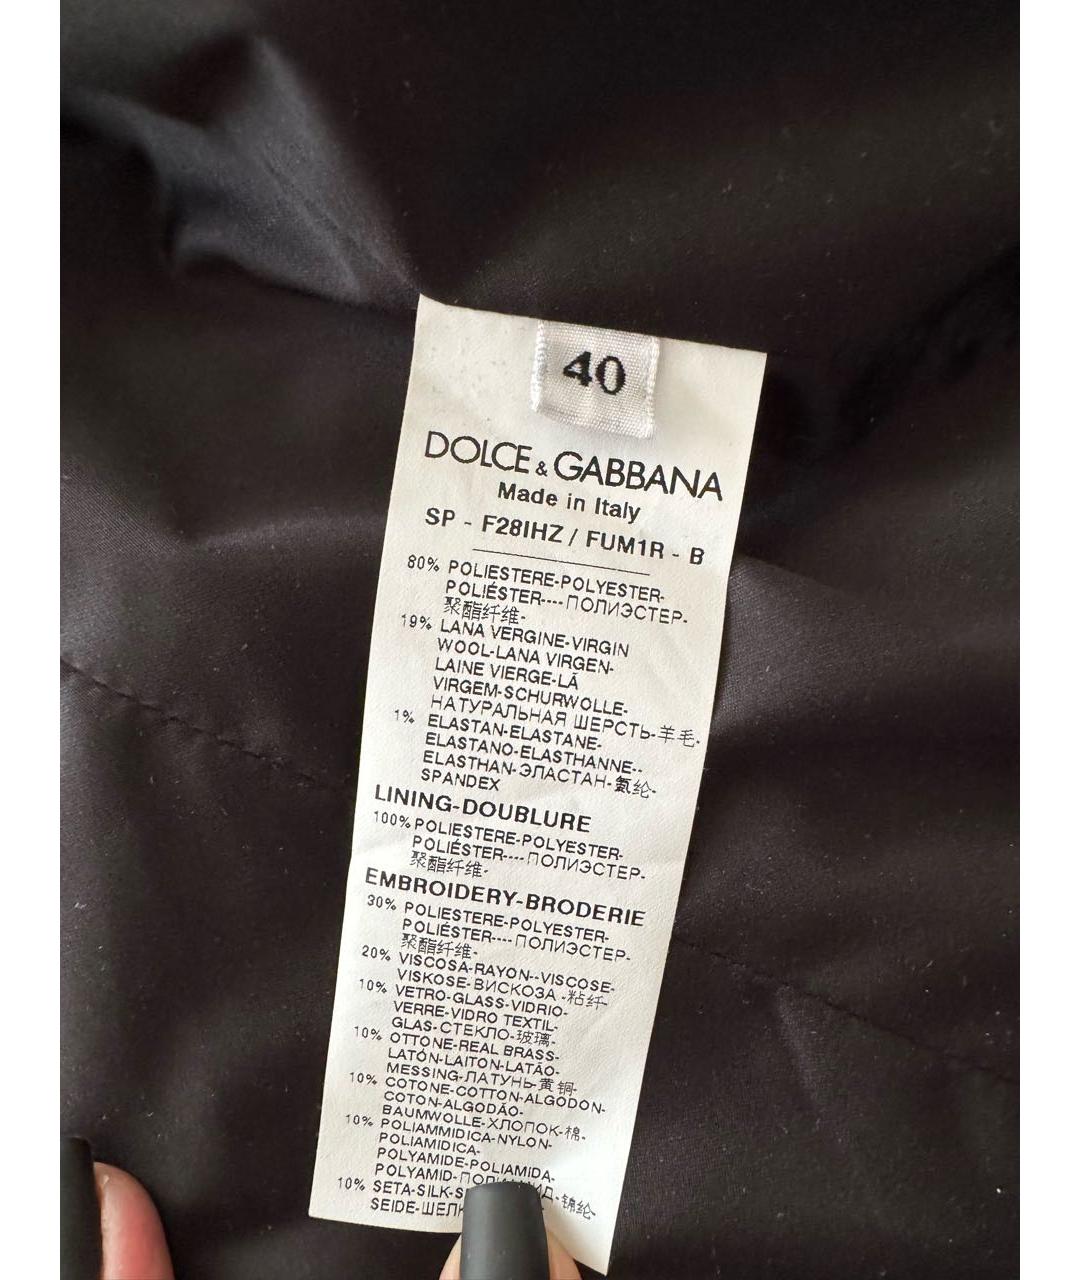 40
DOLCE & GABBANA
Made in Italy
SP - F28IHZ / FUM1R - B
80% POLIESTERE-POLYESTER-
POLIÉSTER----ПОЛИЭСТЕР-
聚酯纤维-
19% LANA VERGINE-VIRGIN
WOOL-LANA VIRGEN-
LAINE VIERGE-LÃ
VIRGEM-SCHURWOLLE-
НАТУРАЛЬНАЯ ШЕРСТЬ-羊毛-
1% ELASTAN-ELASTANE-
ELASTANO-ELASTHANNE--
ELASTHAN-ЭЛАСТАН-氨纶-
SPANDEX
LINING-DOUBLURE
100% POLIESTERE-POLYESTER-
POLIÉSTER----ПОЛИЭСТЕР-
聚酯纤维-
EMBROIDERY-BRODERIE
30% POLIESTERE-POLYESTER-
POLIÉSTER----ПОЛИЭСТЕР-
聚酯纤维-
20% VISCOSA-RAYON--VISCOSE-
VISKOSE-ВИСКОЗА -粘纤
10% VETRO-GLASS-VIDRIO-
VERRE-VIDRO TEXTIL-
GLAS-СТЕКЛО-玻璃-
10% OTTONE-REAL BRASS-
LATÓN-LAITON-LATÃO-
MESSING-ЛАТУНЬ-黄铜-
10% COTONE-COTTON-ALGODON-
COTON-ALGODÃO-
BAUMWOLLE-ХЛОПОК-棉-
10% POLIAMMIDICA-NYLON-
POLIAMIDICA-
POLYAMIDE-POLIAMIDA-
POLYAMID- -锦纶-
10% SETA-SILK-
SEIDE-